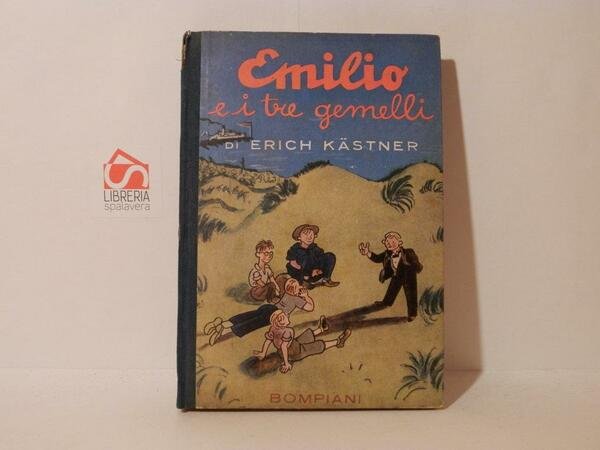 Emilio
e i tre gemelli
DI ERICH KÄSTNER
BOMPIANI
LIBRERIA
spalavera